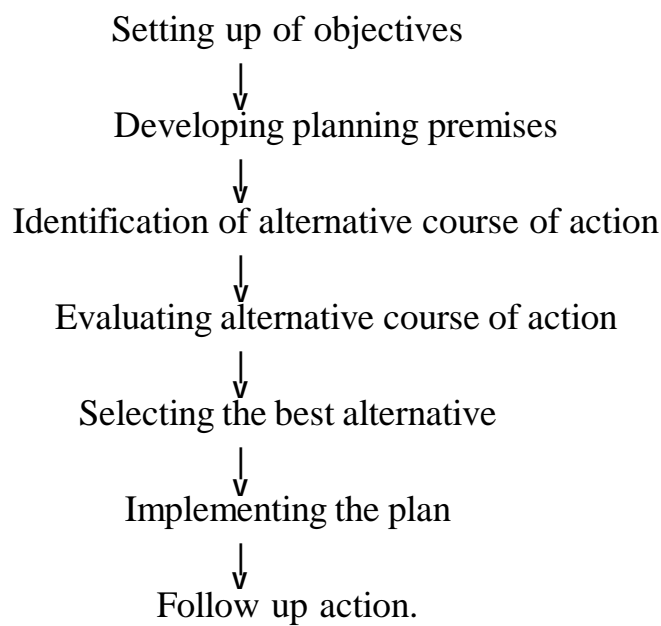 Setting up of objectives
Developing planning premises
Identification of alternative course of action
Evaluating alternative course of action
Selecting the best alternative
Implementing the plan
Follow up action.